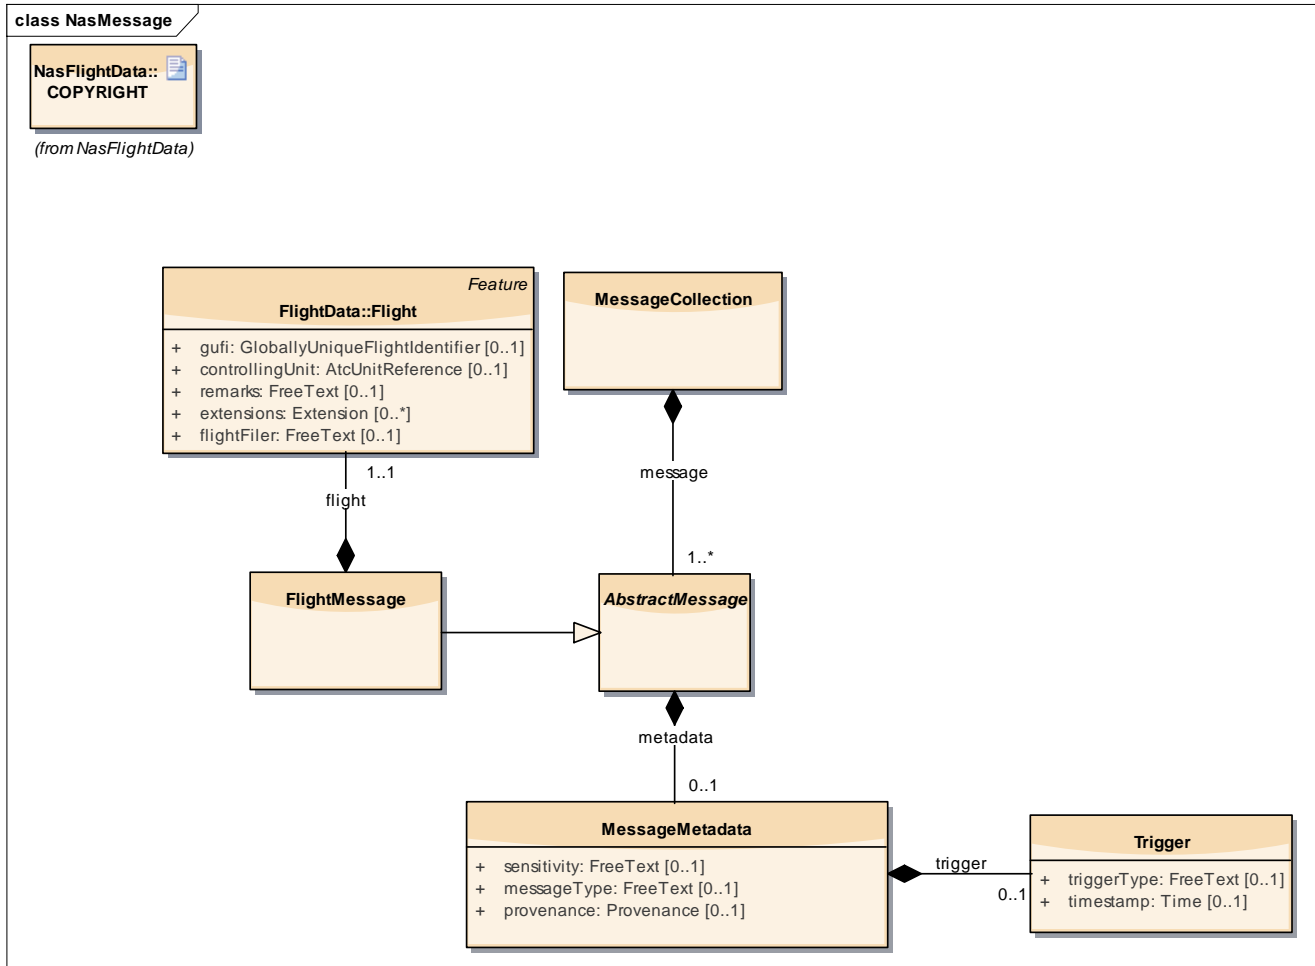 class NasMessage
NasFlightData::
COPYRIGHT
(from NasFlightData)
Feature
FlightData::Flight
+ gufi: GloballyUniqueFlightIdentifier [0..1]
+ controllingUnit: AtcUnitReference [0..1]
+ remarks: FreeText [0..1]
+ extensions: Extension [0..*]
+ flightFiler: FreeText [0..1]
MessageCollection
1..1
flight
message
1..*
FlightMessage
AbstractMessage
metadata
0..1
MessageMetadata
+ sensitivity: FreeText [0..1]
+ messageType: FreeText [0..1]
+ provenance: Provenance [0..1]
trigger
0..1
Trigger
+ triggerType: FreeText [0..1]
+ timestamp: Time [0..1]